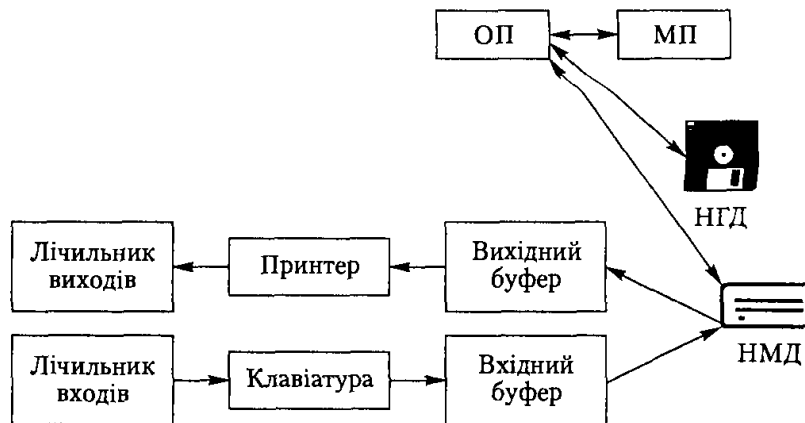 ОП
МП
НГД
Лічильник
виходів
Принтер
Вихідний
буфер
НМД
Лічильник
входів
Клавіатура
Вхідний
буфер